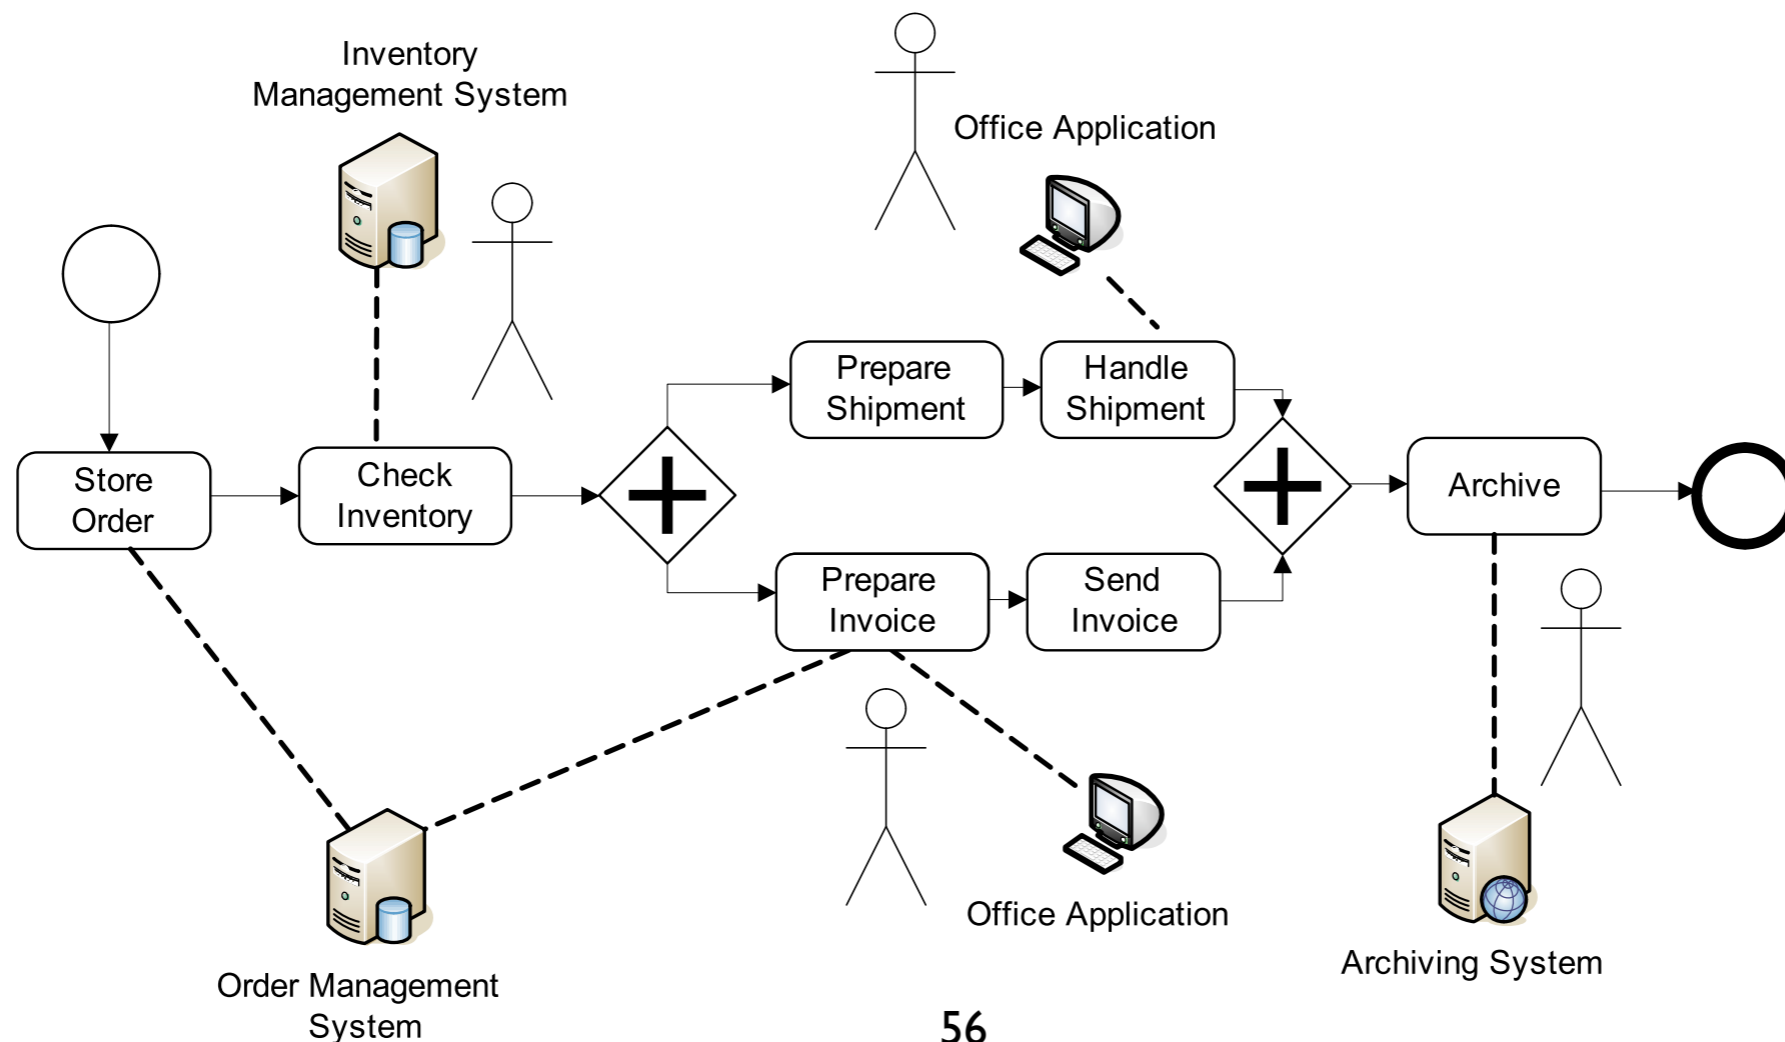 Inventory
Management System
Office Application
Prepare
Shipment
Handle
Shipment
Store
Order
Check
Inventory
Archive
Prepare
Invoice
Send
Invoice
Office Application
Archiving System
Order Management
System
56